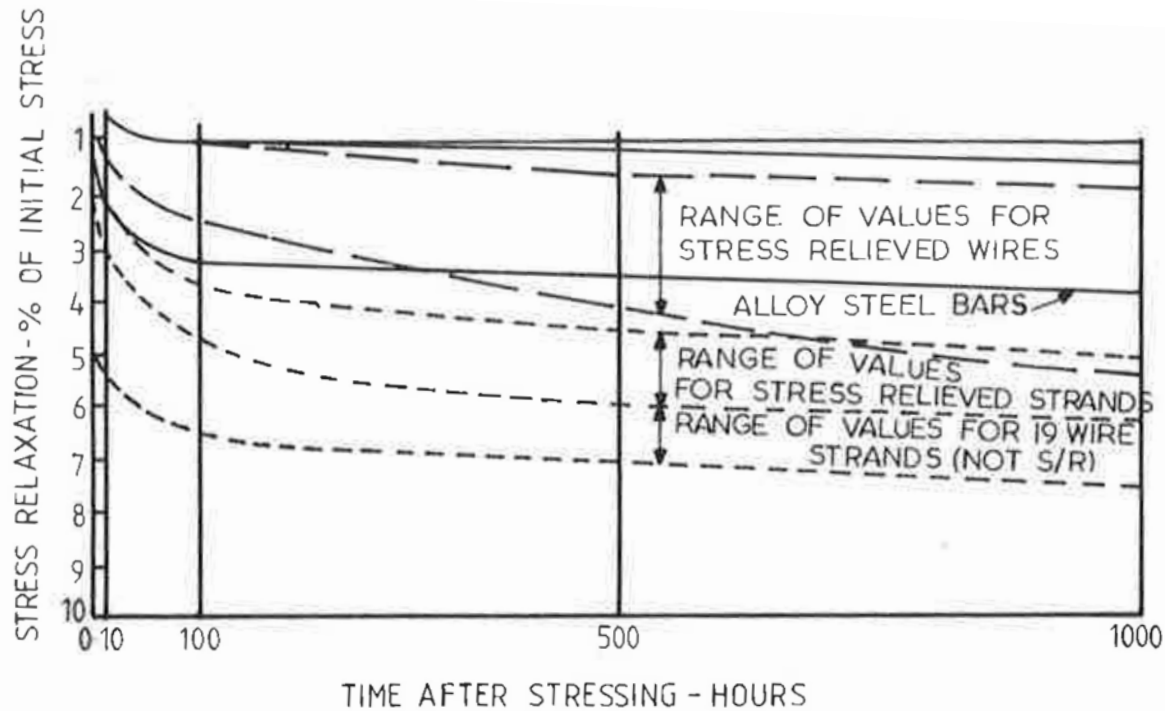 STRESS RELAXATION-% OF INITIAL STRESS
1
2
3
4
5
6
7
8
9
10
RANGE OF VALUES FOR
STRESS RELIEVED WIRES
ALLOY STEEL BARS
RANGE OF VALUES
FOR STRESS RELIEVED STRANDS
RANGE OF VALUES FOR 19 WIRE
STRANDS (NOT S/R)
0 10 100 500 1000
TIME AFTER STRESSING - HOURS